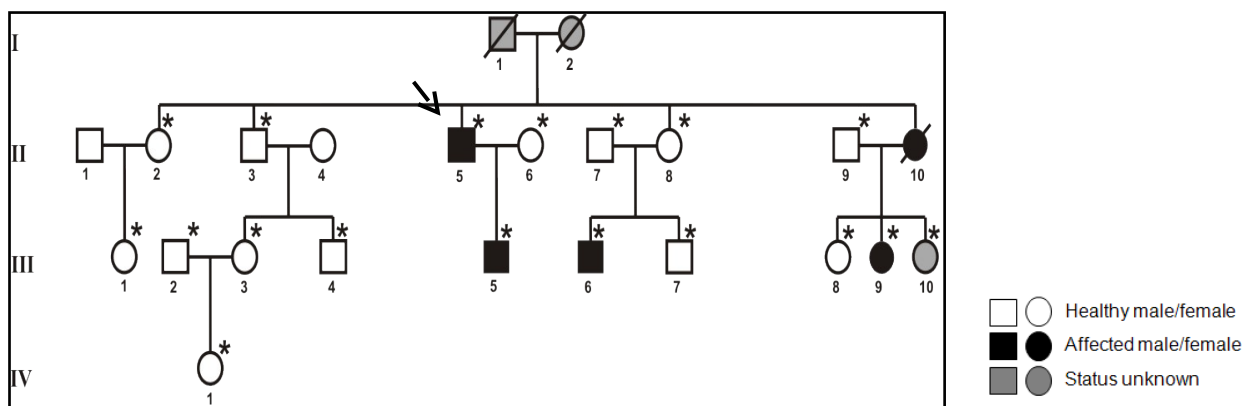 I
1 2
* * * * * * *
II
1 2 3 4 5 6 7 8 9 10
* * * * * * * * * *
III
1 2 3 4 5 6 7 8 9 10
*
IV
1
Healthy male/female
Affected male/female
Status unknown